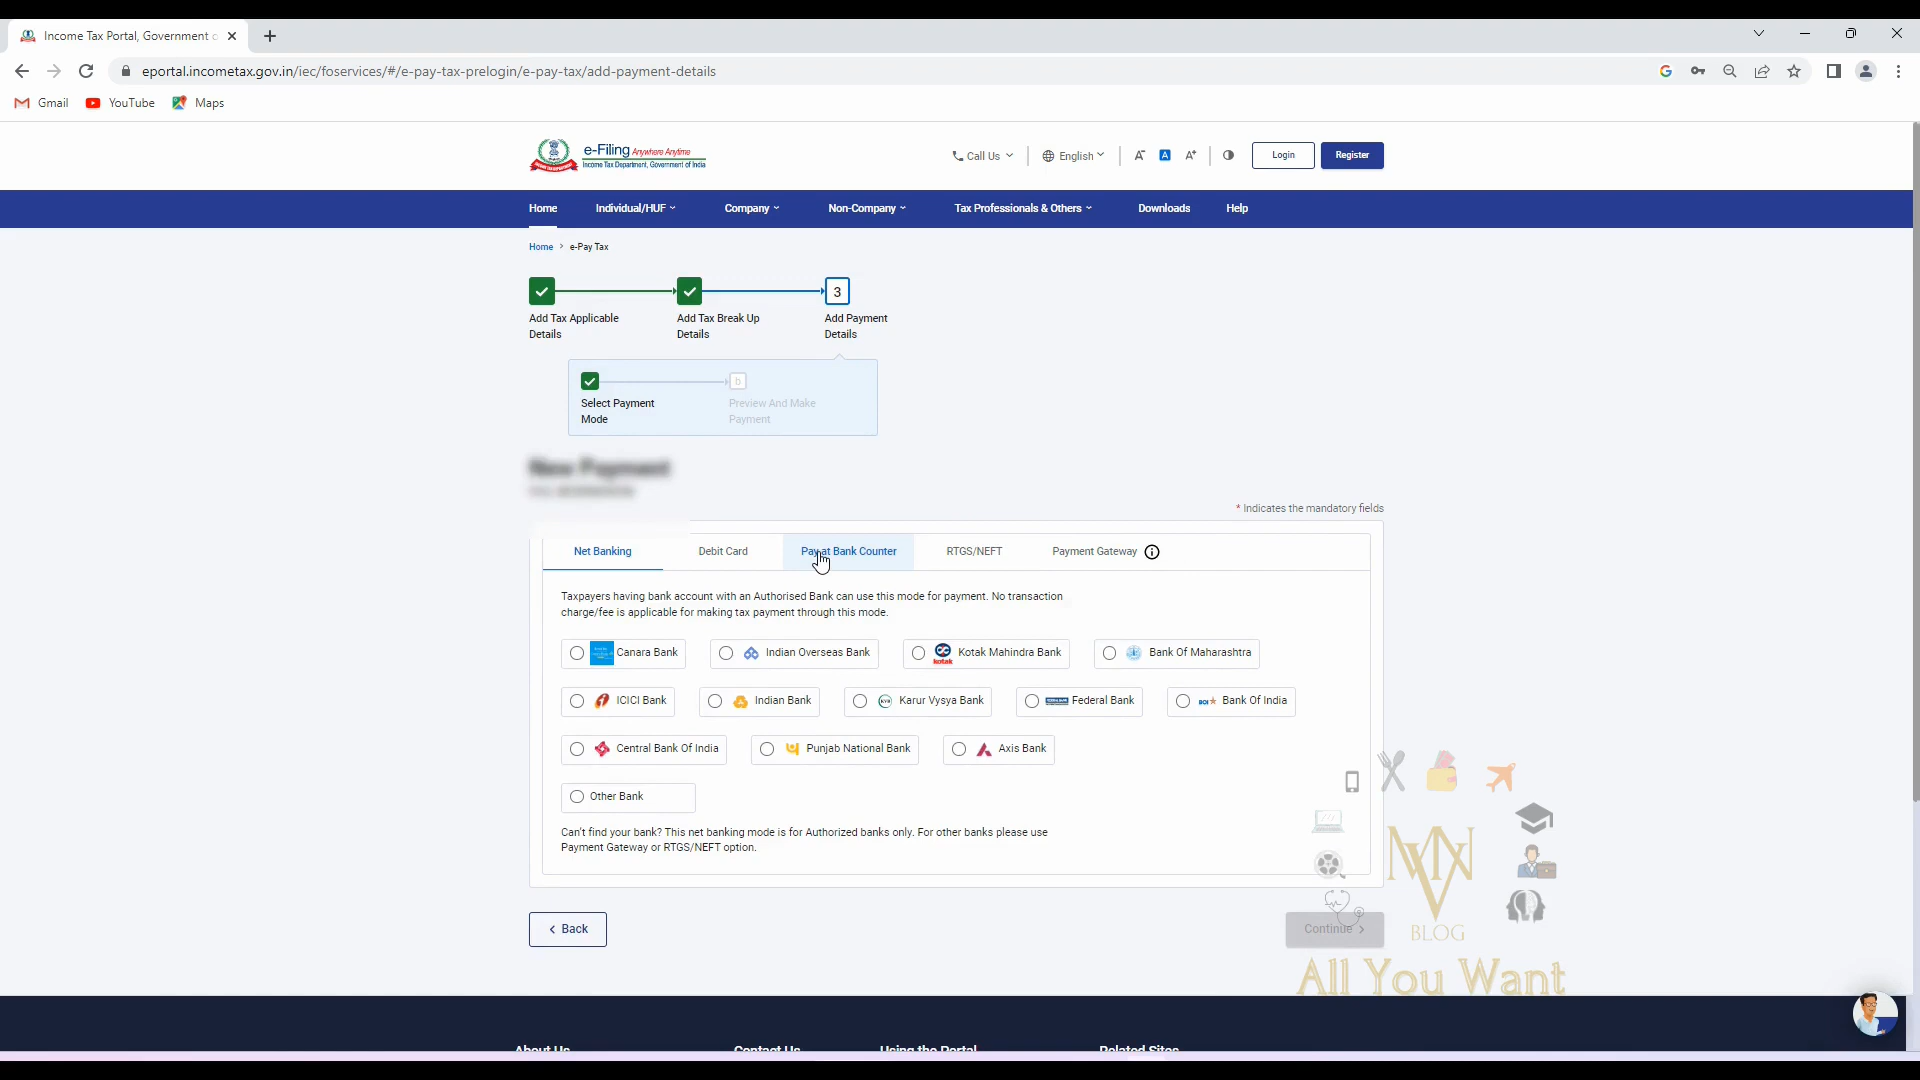 Income Tax Portal, Government
eportal.incometax.gov.in/iec/foservices/#/e-pay-tax-prelogin/e-pay-tax/add-payment-details
Gmail YouTube Maps
e-Filing Anywhere Anytime
Income Tax Department, Government of India
Call Us English A- A A+ Login Register
Home Individual/HUF Company Non-Company Tax Professionals & Others Downloads Help
Home > e-Pay Tax
3
Add Tax Applicable Details
Add Tax Break Up Details
Add Payment Details
b
Select Payment Mode
Preview And Make Payment
New Payment
* Indicates the mandatory fields
Net Banking Debit Card Pay at Bank Counter RTGS/NEFT Payment Gateway
Taxpayers having bank account with an Authorised Bank can use this mode for payment. No transaction
charge/fee is applicable for making tax payment through this mode.
Canara Bank Indian Overseas Bank kotak Kotak Mahindra Bank Bank Of Maharashtra
ICICI Bank Indian Bank KVB Karur Vysya Bank Federal Bank BOI Bank Of India
Central Bank Of India Punjab National Bank Axis Bank
Other Bank
Can't find your bank? This net banking mode is for Authorized banks only. For other banks please use
Payment Gateway or RTGS/NEFT option.
< Back
Continue >
BLOG
All You Want
About Us Contact Us Using the Portal Related Sites